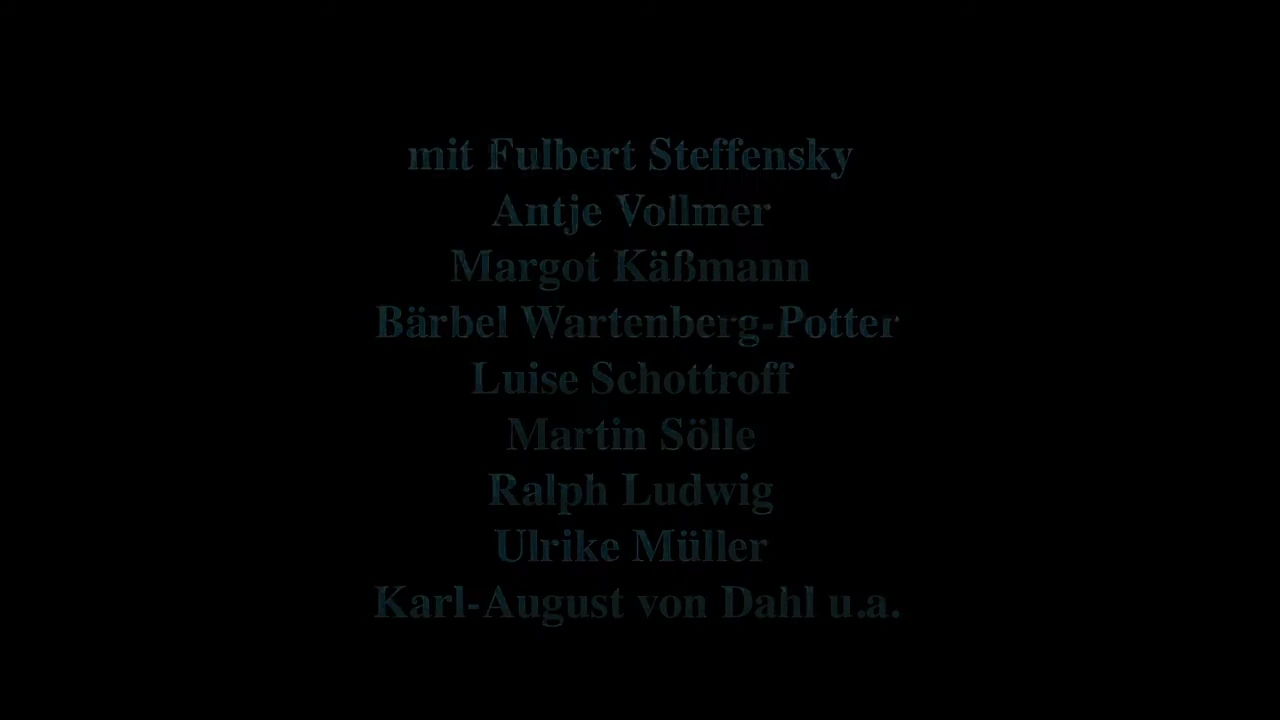 mit Fulbert Steffensky
Antje Vollmer
Margot Käßmann
Bärbel Wartenberg-Potter
Luise Schottroff
Martin Sölle
Ralph Ludwig
Ulrike Müller
Karl-August von Dahl u.a.